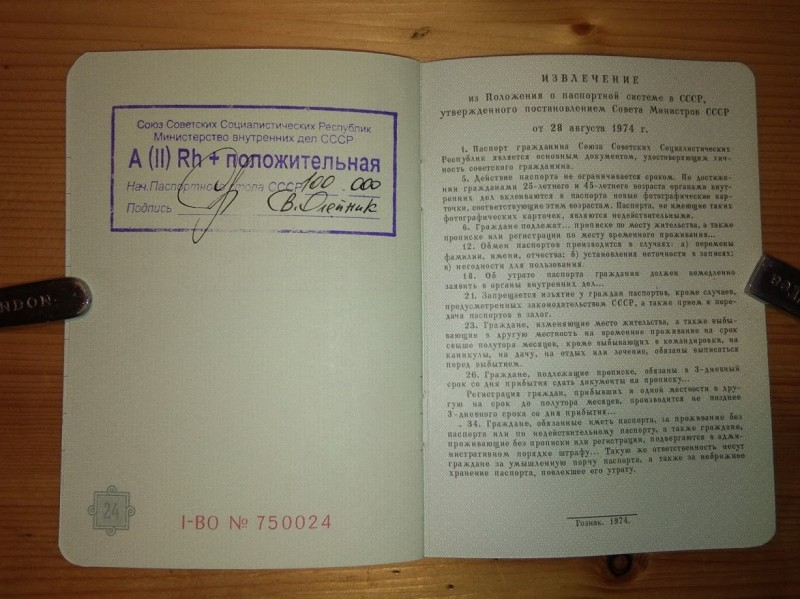 Союз Советских Социалистических Республик
Министерство внутренних дел СССР
А (II) Rh + положительная
Нач. Паспортного стола СССР 100 000
Подпись В. Олейник
24
I-ВО № 750024
ИЗВЛЕЧЕНИЕ
из Положения о паспортной системе в СССР,
утвержденного постановлением Совета Министров СССР
от 28 августа 1974 г.
1. Паспорт гражданина Союза Советских Социалистических
Республик является основным документом, удостоверяющим лич-
ность советского гражданина.
5. Действие паспорта не ограничивается сроком. По достиже-
нии гражданами 25-летнего и 45-летнего возраста органами внут-
ренних дел вклеиваются в паспорт новые фотографические кар-
точки, соответствующие этим возрастам. Паспорта, не имеющие таких
фотографических карточек, являются недействительными.
6. Граждане подлежат... прописке по месту жительства, а также
прописке или регистрации по месту временного проживания...
12. Обмен паспортов производится в случаях: а) перемены
фамилии, имени, отчества; б) установления неточности в записях;
в) негодности для пользования.
18. Об утрате паспорта гражданин должен немедленно
заявить в органы внутренних дел...
21. Запрещается изъятие у граждан паспортов, кроме случаев,
предусмотренных законодательством СССР, а также прием и пере-
дача паспортов в залог.
23. Граждане, изменяющие место жительства, а также выбы-
вающие в другую местность на временное проживание на срок
свыше полутора месяцев, кроме выбывающих в командировки, на
каникулы, на дачу, на отдых или лечение, обязаны выписаться
перед выбытием.
26. Граждане, подлежащие прописке, обязаны в 3-дневный
срок со дня прибытия сдать документы на прописку...
Регистрация граждан, прибывших из одной местности в дру-
гую на срок до полутора месяцев, производится не позднее
3-дневного срока со дня прибытия...
34. Граждане, обязанные иметь паспорта, за проживание без
паспорта или по недействительному паспорту, а также граждане,
проживающие без прописки или регистрации, подвергаются в адми-
нистративном порядке штрафу... Такую же ответственность несут
граждане за умышленную порчу паспорта, а также за небрежное
хранение паспорта, повлекшее его утрату.
Гознак. 1974.